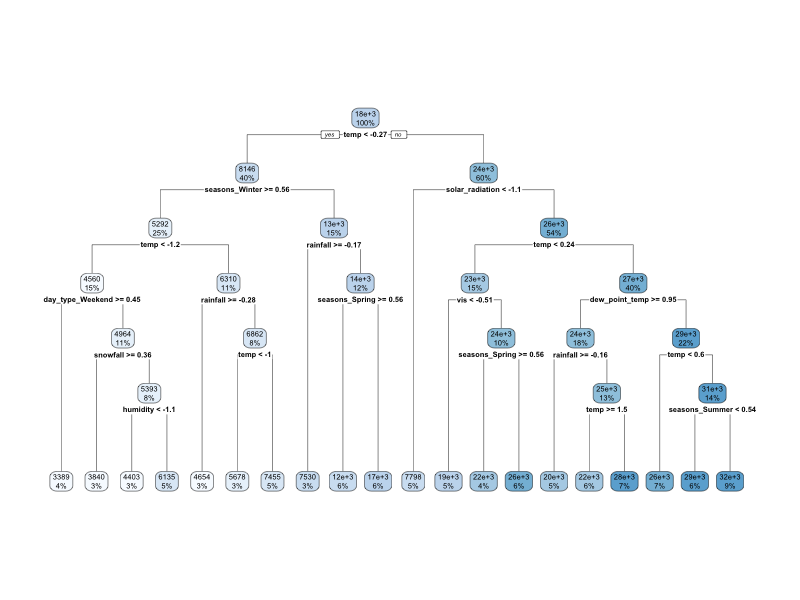 18e+3
100%
yes temp < -0.27 no
8146
40%
24e+3
60%
seasons_Winter >= 0.56
solar_radiation < -1.1
5292
25%
13e+3
15%
26e+3
54%
temp < -1.2
rainfall >= -0.17
temp < 0.24
4560
15%
6310
11%
14e+3
12%
23e+3
15%
27e+3
40%
day_type_Weekend >= 0.45
rainfall >= -0.28
seasons_Spring >= 0.56
vis < -0.51
dew_point_temp >= 0.95
4964
11%
6862
8%
24e+3
10%
24e+3
18%
29e+3
22%
snowfall >= 0.36
temp < -1
seasons_Spring >= 0.56
rainfall >= -0.16
temp < 0.6
5393
8%
25e+3
13%
31e+3
14%
humidity < -1.1
temp >= 1.5
seasons_Summer < 0.54
3389
4%
3840
3%
4403
3%
6135
5%
4654
3%
5678
3%
7455
5%
7530
3%
12e+3
6%
17e+3
6%
7798
5%
19e+3
5%
22e+3
4%
26e+3
6%
20e+3
5%
22e+3
6%
28e+3
7%
26e+3
7%
29e+3
6%
32e+3
9%